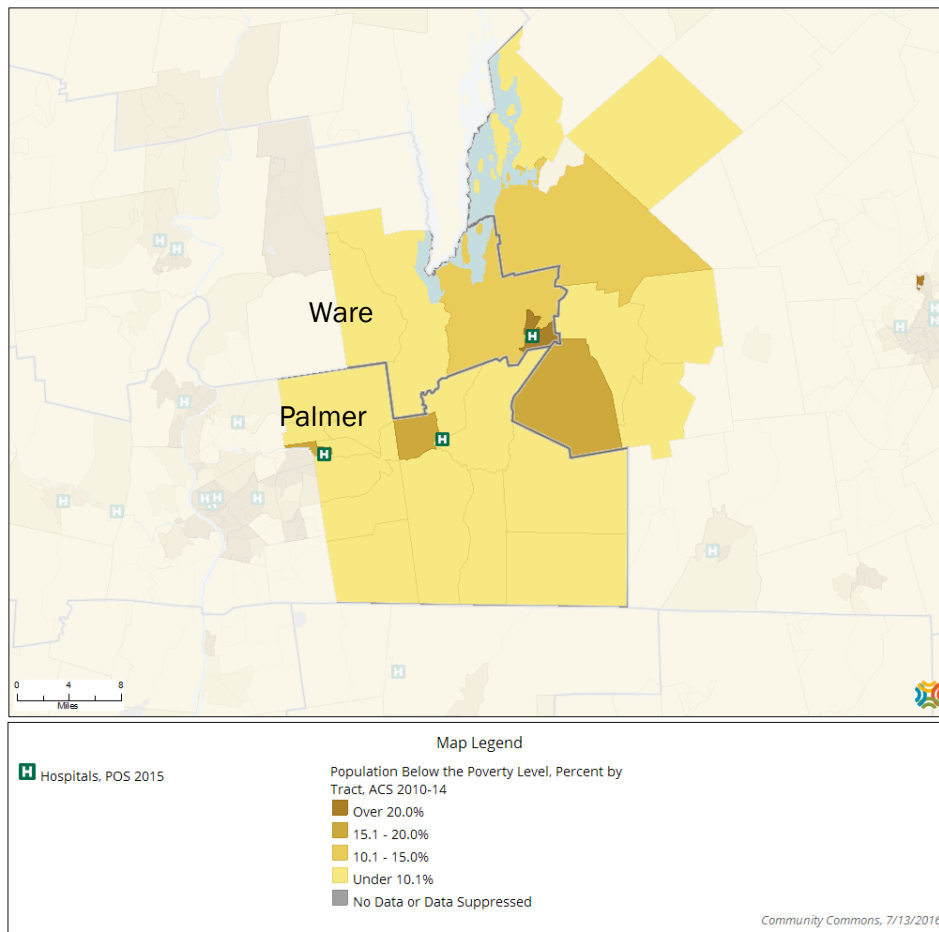 Ware
Palmer
0 4 8
Miles
Map Legend
H Hospitals, POS 2015
Population Below the Poverty Level, Percent by
Tract, ACS 2010-14
Over 20.0%
15.1 - 20.0%
10.1 - 15.0%
Under 10.1%
No Data or Data Suppressed
Community Commons, 7/13/2016